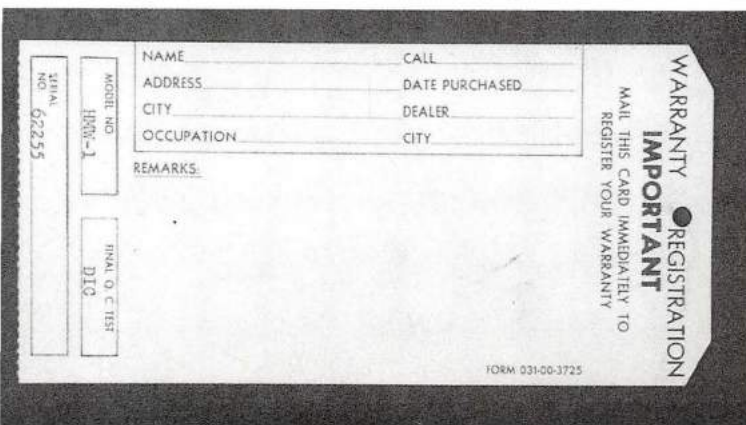 WARRANTY REGISTRATION
IMPORTANT
MAIL THIS CARD IMMEDIATELY TO
REGISTER YOUR WARRANTY
NAME CALL
ADDRESS DATE PURCHASED
CITY DEALER
OCCUPATION CITY
REMARKS:
MODEL NO
HMW-1
FINAL Q. C TEST
DIG
SERIAL
NO.
62255
FORM 031-00-3725